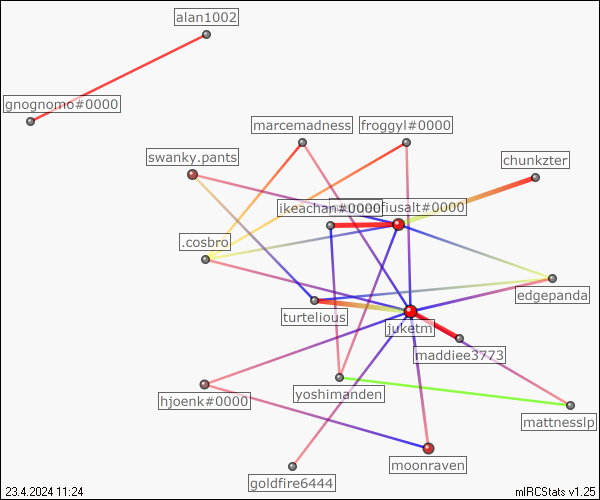 alan1002
gnognomo#0000
marcemadness
froggyl#0000
swanky.pants
chunkzter
ikeachan#0000
fiusalt#0000
.cosbro
edgepanda
turtelious
juketm
maddiee3773
yoshimanden
hjoenk#0000
mattnesslp
moonraven
goldfire6444
23.4.2024 11:24
mIRCStats v1.25